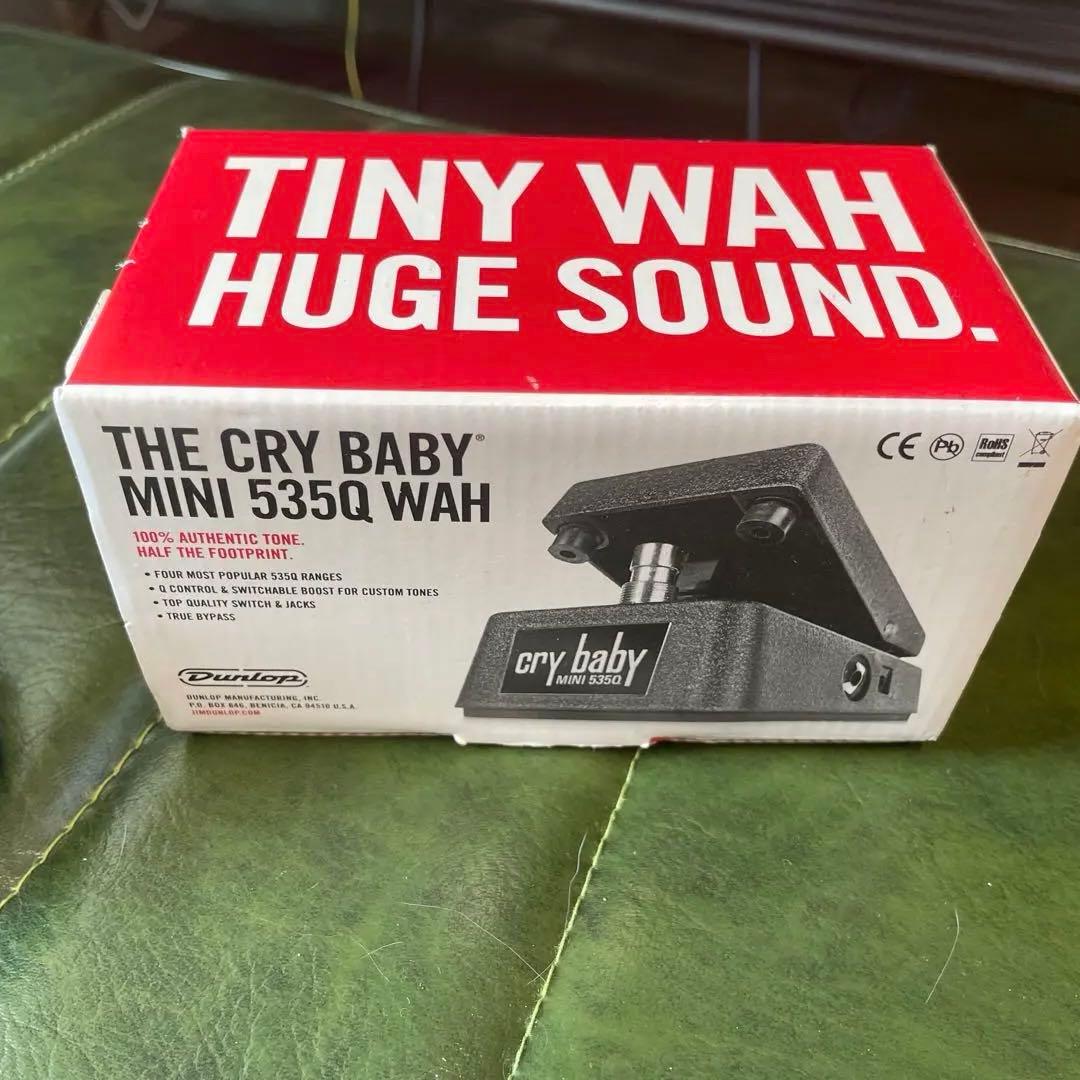 TINY WAH
HUGE SOUND.
THE CRY BABY®
MINI 535Q WAH
100% AUTHENTIC TONE.
HALF THE FOOTPRINT.
• FOUR MOST POPULAR 535Q RANGES
• Q CONTROL & SWITCHABLE BOOST FOR CUSTOM TONES
• TOP QUALITY SWITCH & JACKS
• TRUE BYPASS
Dunlop
DUNLOP MANUFACTURING, INC.
P.O. BOX 846, BENICIA, CA 94510 U.S.A.
JIMDUNLOP.COM
CE Pb RoHS
compliant
cry baby
MINI 535Q